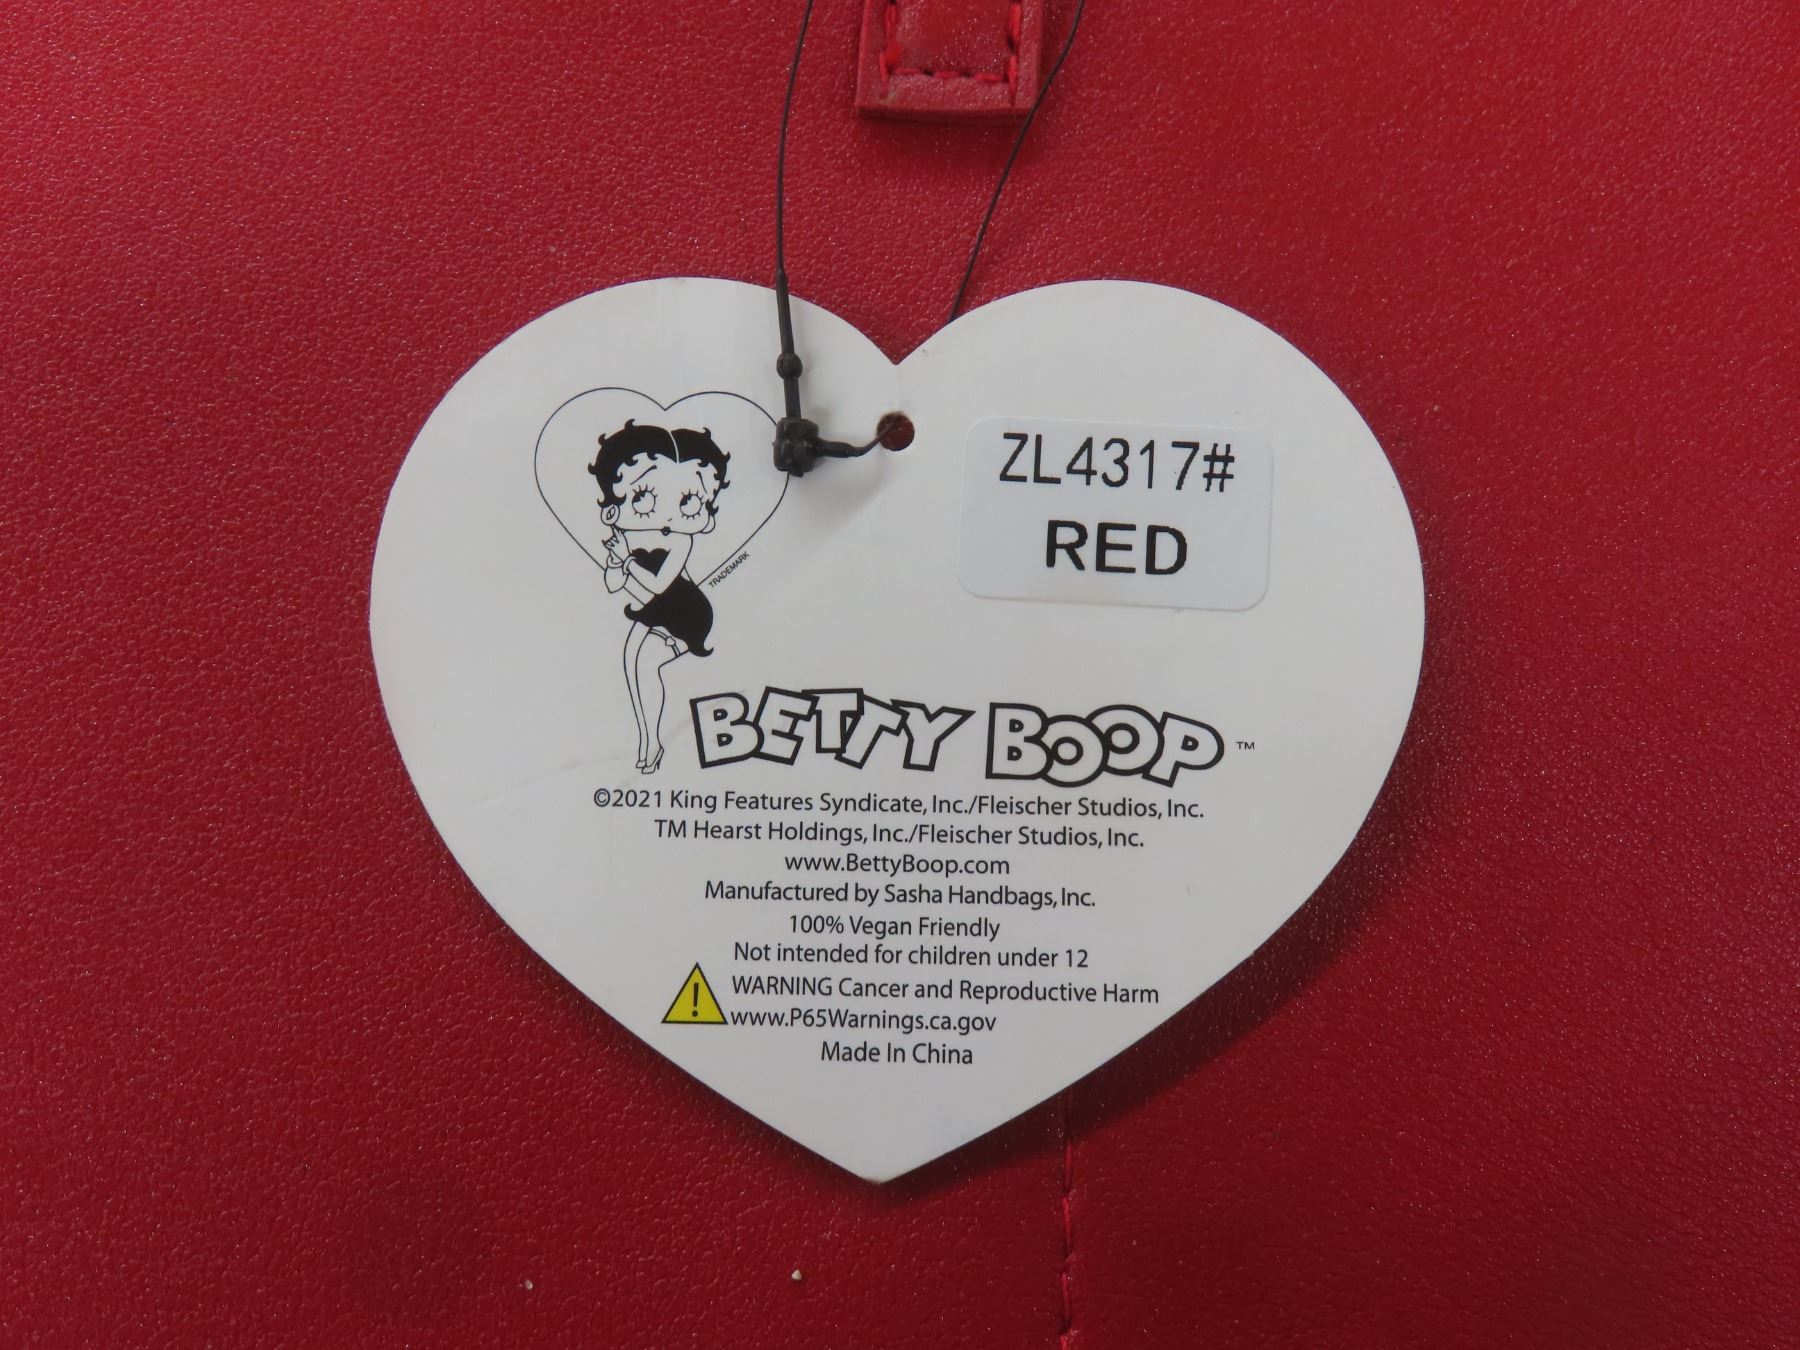 ZL4317#
RED
TRADEMARK
BETTY BOOP™
©2021 King Features Syndicate, Inc./Fleischer Studios, Inc.
TM Hearst Holdings, Inc./Fleischer Studios, Inc.
www.BettyBoop.com
Manufactured by Sasha Handbags, Inc.
100% Vegan Friendly
Not intended for children under 12
WARNING Cancer and Reproductive Harm
www.P65Warnings.ca.gov
Made In China